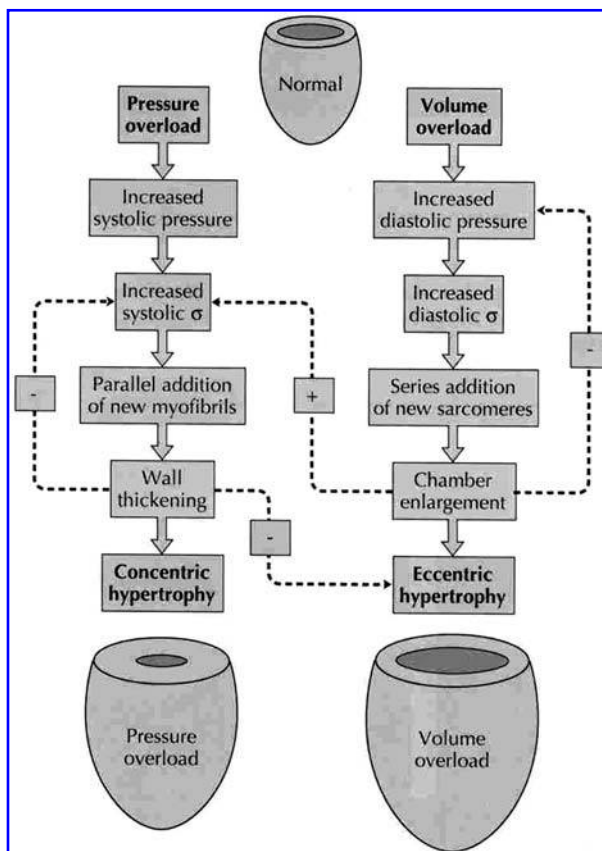 Normal
Pressure
overload
Volume
overload
Increased
systolic pressure
Increased
diastolic pressure
Increased
systolic σ
Increased
diastolic σ
-
-
Parallel addition
of new myofibrils
+
Series addition
of new sarcomeres
Wall
thickening
Chamber
enlargement
-
Concentric
hypertrophy
Eccentric
hypertrophy
Pressure
overload
Volume
overload